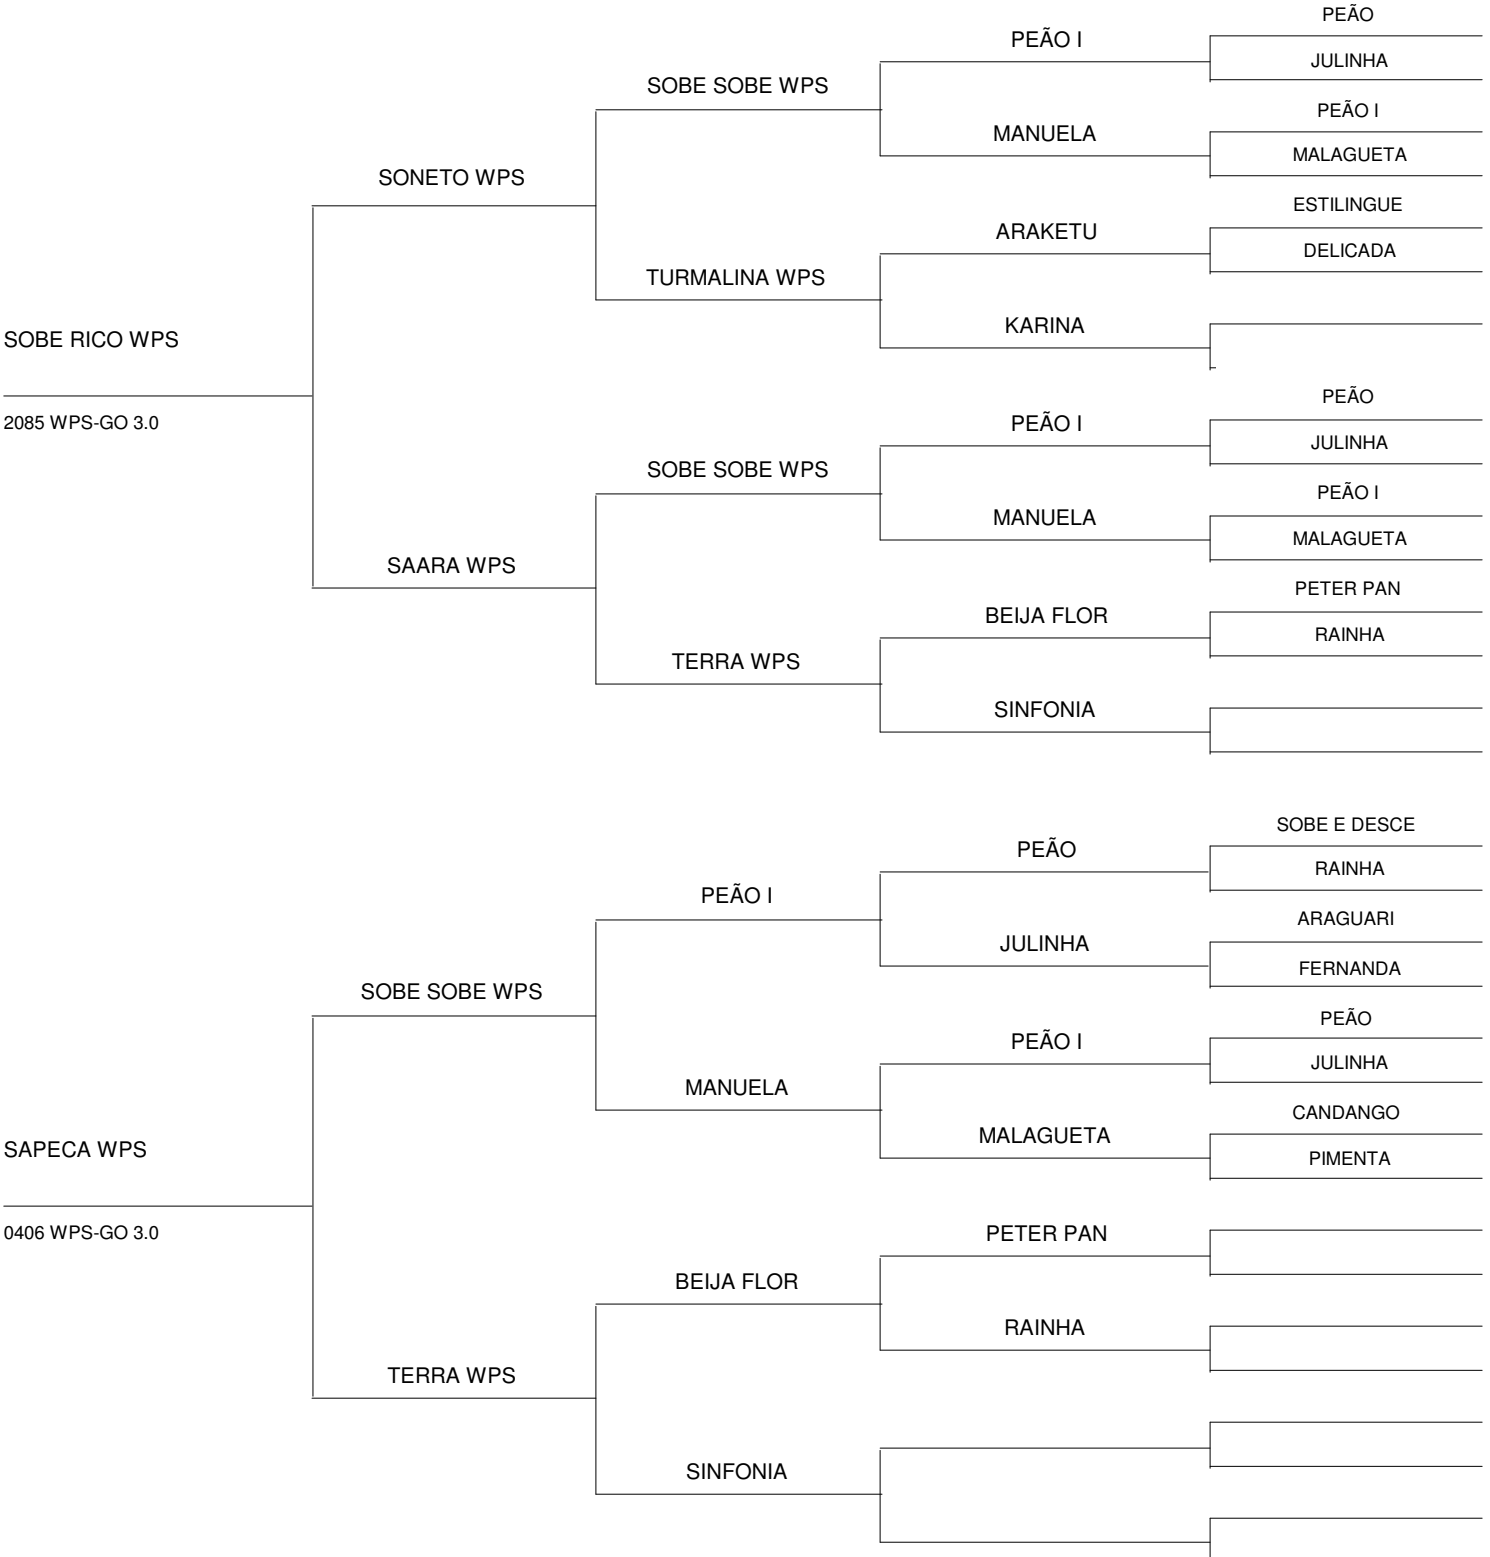 PEÃO
PEÃO I
JULINHA
SOBE SOBE WPS
PEÃO I
MANUELA
MALAGUETA
SONETO WPS
ESTILINGUE
ARAKETU
DELICADA
TURMALINA WPS
KARINA
SOBE RICO WPS
PEÃO
2085 WPS-GO 3.0
PEÃO I
JULINHA
SOBE SOBE WPS
PEÃO I
MANUELA
MALAGUETA
SAARA WPS
PETER PAN
BEIJA FLOR
RAINHA
TERRA WPS
SINFONIA
SOBE E DESCE
PEÃO
RAINHA
PEÃO I
ARAGUARI
JULINHA
FERNANDA
SOBE SOBE WPS
PEÃO
PEÃO I
JULINHA
MANUELA
CANDANGO
MALAGUETA
SAPECA WPS
PIMENTA
0406 WPS-GO 3.0
PETER PAN
BEIJA FLOR
RAINHA
TERRA WPS
SINFONIA